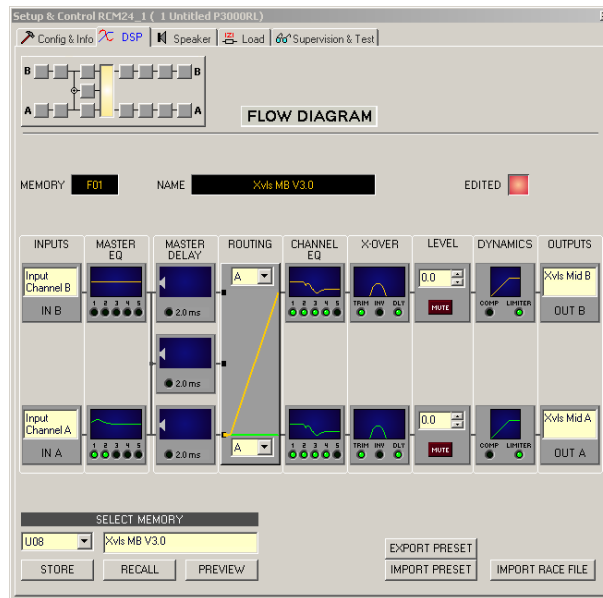 Setup & Control RCM24_1 ( 1 Untitled P3000RL)
Config & Info DSP Speaker Load Supervision & Test
B B
A A
FLOW DIAGRAM
MEMORY F01 NAME Xvls MB V3.0 EDITED
INPUTS MASTER EQ MASTER DELAY ROUTING CHANNEL EQ X-OVER LEVEL DYNAMICS OUTPUTS
Input Channel B A 0.0 Xvls Mid B
1 2 3 4 5 1 2 3 4 5 TRIM INV DLY MUTE COMP LIMITER
IN B 2.0 ms OUT B
2.0 ms
Input Channel A 0.0 Xvls Mid A
1 2 3 4 5 A 1 2 3 4 5 TRIM INV DLY MUTE COMP LIMITER
IN A 2.0 ms OUT A
SELECT MEMORY
U08 Xvls MB V3.0
EXPORT PRESET
STORE RECALL PREVIEW IMPORT PRESET IMPORT RACE FILE